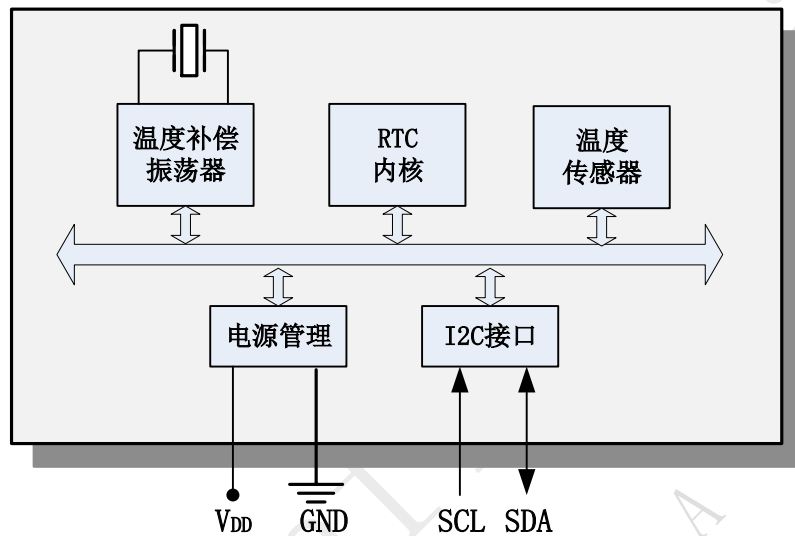 温度补偿
振荡器
RTC
内核
温度
传感器
电源管理
I2C接口
VDD
GND
SCL
SDA